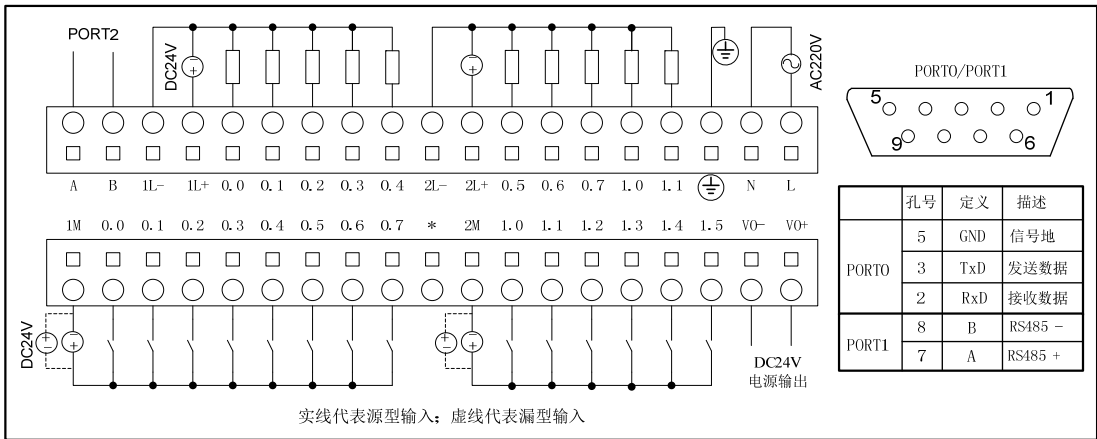 PORT2
DC24V
AC220V
A B 1L- 1L+ 0.0 0.1 0.2 0.3 0.4 2L- 2L+ 0.5 0.6 0.7 1.0 1.1 N L
1M 0.0 0.1 0.2 0.3 0.4 0.5 0.6 0.7 * 2M 1.0 1.1 1.2 1.3 1.4 1.5 VO- VO+
DC24V
DC24V
电源输出
实线代表源型输入；虚线代表漏型输入
PORTO/PORT1
5 1
9 6
孔号 定义 描述
PORTO
5 GND 信号地
3 TxD 发送数据
2 RxD 接收数据
PORT1
8 B RS485 -
7 A RS485 +